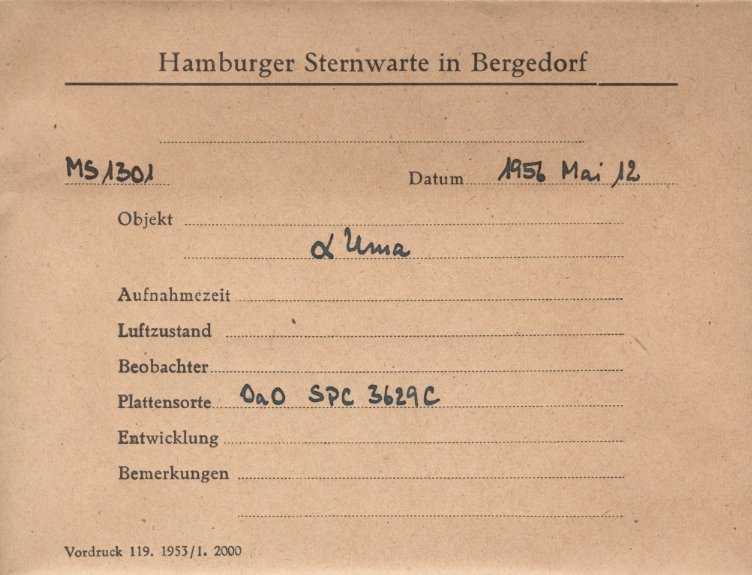 Hamburger Sternwarte in Bergedorf
MS 1301 Datum 1956 Mai 12
Objekt
α Uma
Aufnahmezeit
Luftzustand
Beobachter
Plattensorte OaO SPC 3629C
Entwicklung
Bemerkungen
Vordruck 119. 1953/1. 2000